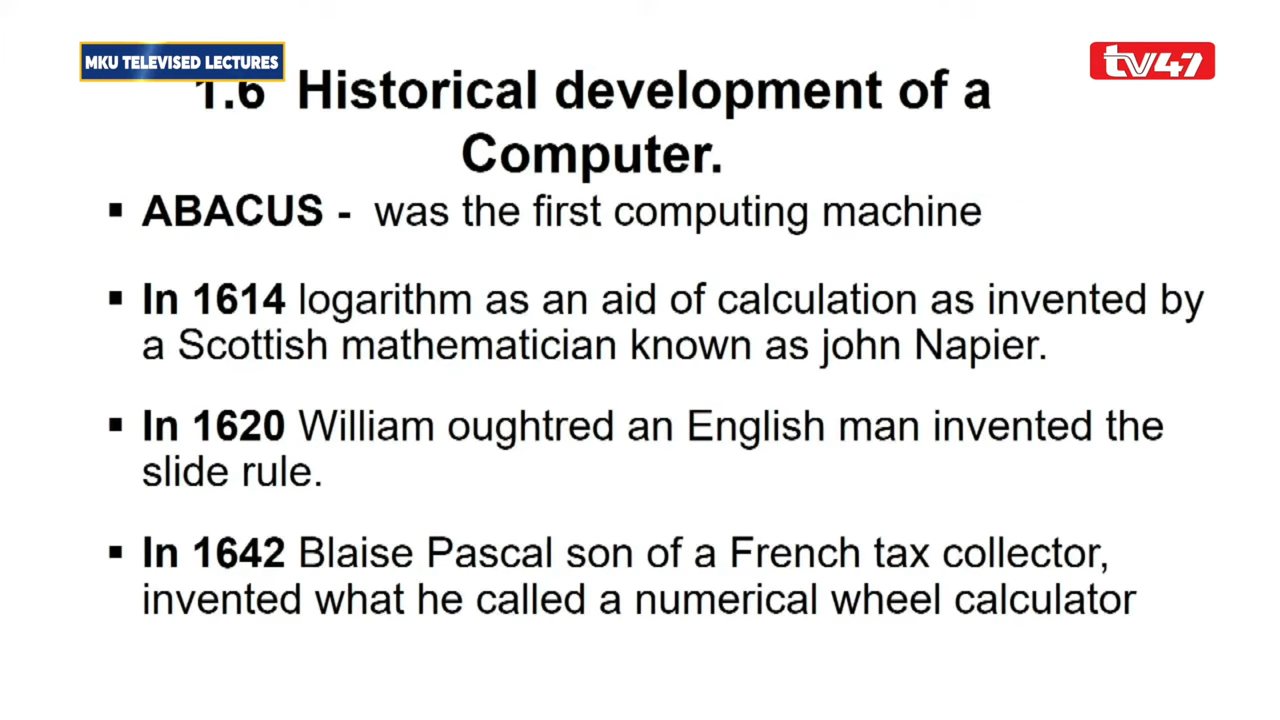 MKU TELEVISED LECTURES
tv47
1.6 Historical development of a
Computer.
▪ ABACUS - was the first computing machine
▪ In 1614 logarithm as an aid of calculation as invented by
a Scottish mathematician known as john Napier.
▪ In 1620 William oughtred an English man invented the
slide rule.
▪ In 1642 Blaise Pascal son of a French tax collector,
invented what he called a numerical wheel calculator